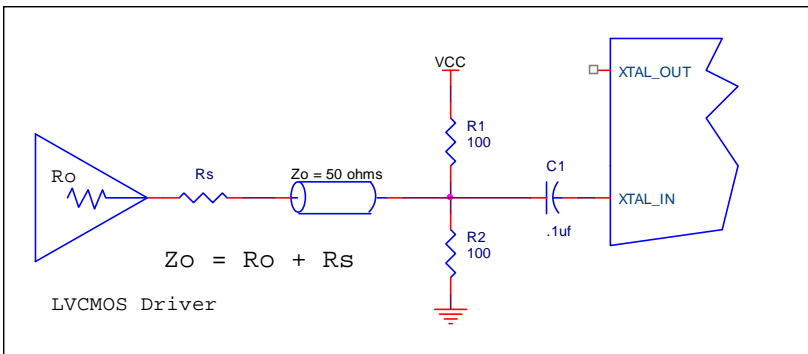 VCC
XTAL_OUT
R1
100
Ro
Rs
Zo = 50 ohms
C1
XTAL_IN
.1uf
R2
100
Zo = Ro + Rs
LVCMOS Driver